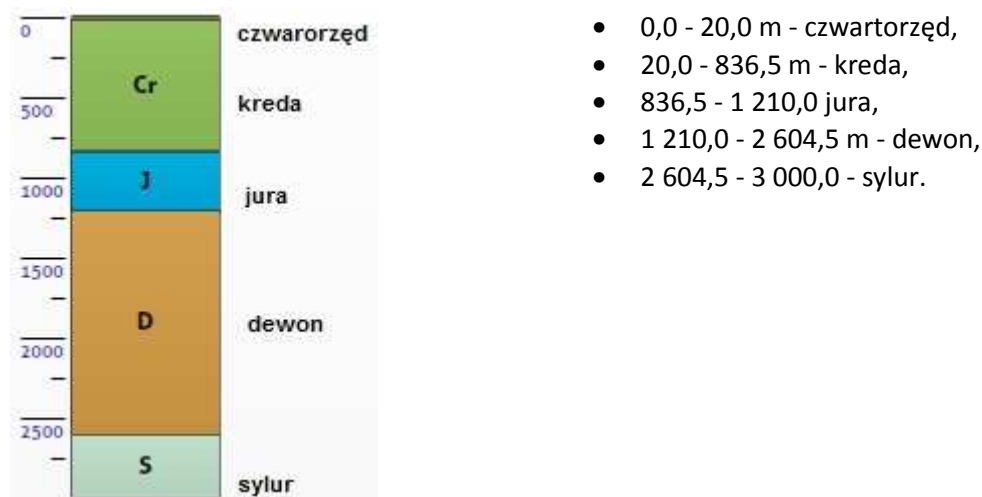 0
czwarorzęd
Cr
500
kreda
J
1000
jura
1500
D
dewon
2000
2500
S
sylur
• 0,0 - 20,0 m - czwartorzęd,
• 20,0 - 836,5 m - kreda,
• 836,5 - 1 210,0 jura,
• 1 210,0 - 2 604,5 m - dewon,
• 2 604,5 - 3 000,0 - sylur.